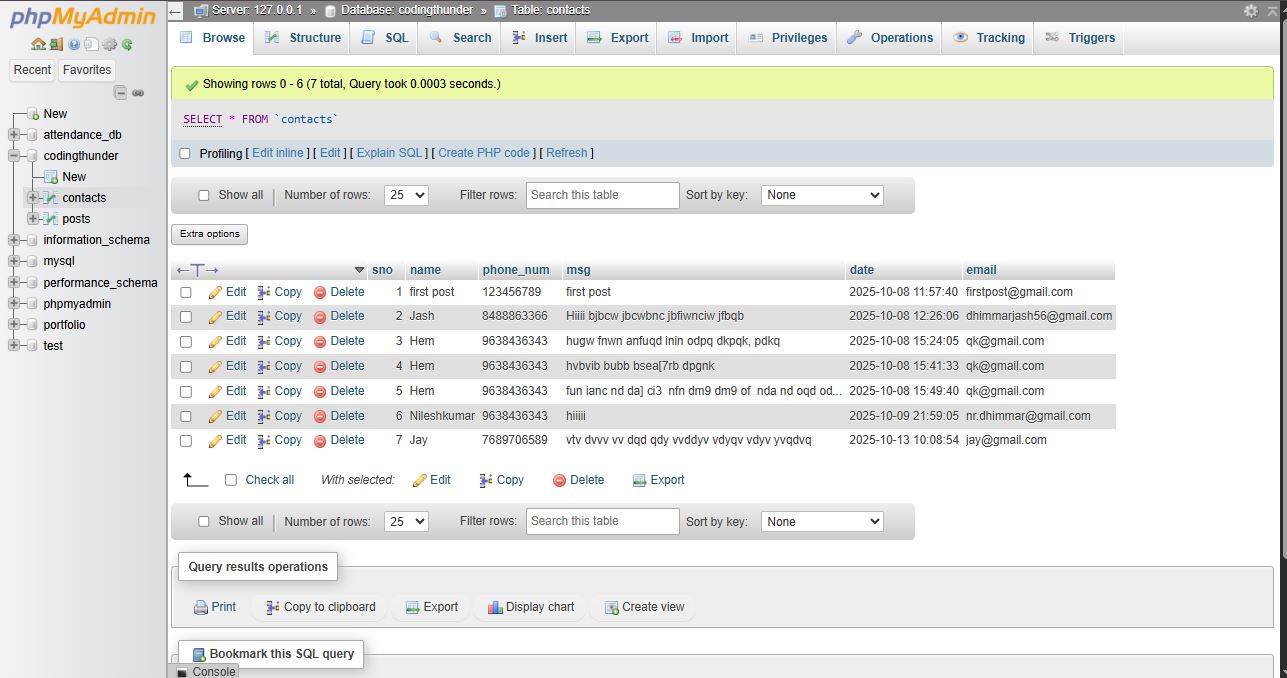 phpMyAdmin
Recent Favorites
New
attendance_db
codingthunder
New
contacts
posts
information_schema
mysql
performance_schema
phpmyadmin
portfolio
test
Server: 127.0.0.1 » Database: codingthunder » Table: contacts
Browse Structure SQL Search Insert Export Import Privileges Operations Tracking Triggers
Showing rows 0 - 6 (7 total, Query took 0.0003 seconds.)
SELECT * FROM `contacts`
Profiling [ Edit inline ] [ Edit ] [ Explain SQL ] [ Create PHP code ] [ Refresh ]
Show all Number of rows: 25 Filter rows: Search this table Sort by key: None
Extra options
←T→ sno name phone_num msg date email
Edit Copy Delete 1 first post 123456789 first post 2025-10-08 11:57:40 firstpost@gmail.com
Edit Copy Delete 2 Jash 8488863366 Hiiii bjbcw jbcwbnc jbfiwnciw jfbqb 2025-10-08 12:26:06 dhimmarjash56@gmail.com
Edit Copy Delete 3 Hem 9638436343 hugw fnwn anfuqd inin odpq dkpqk, pdkq 2025-10-08 15:24:05 qk@gmail.com
Edit Copy Delete 4 Hem 9638436343 hvbvib bubb bsea[7rb dpgnk 2025-10-08 15:41:33 qk@gmail.com
Edit Copy Delete 5 Hem 9638436343 fun ianc nd da] ci3 nfn dm9 dm9 of nda nd oqd od... 2025-10-08 15:49:40 qk@gmail.com
Edit Copy Delete 6 Nileshkumar 9638436343 hiiiii 2025-10-09 21:59:05 nr.dhimmar@gmail.com
Edit Copy Delete 7 Jay 7689706589 vtv dvvv vv dqd qdy vvddyv vdyqv vdyv yvqdvq 2025-10-13 10:08:54 jay@gmail.com
Check all With selected: Edit Copy Delete Export
Show all Number of rows: 25 Filter rows: Search this table Sort by key: None
Query results operations
Print Copy to clipboard Export Display chart Create view
Bookmark this SQL query
Console